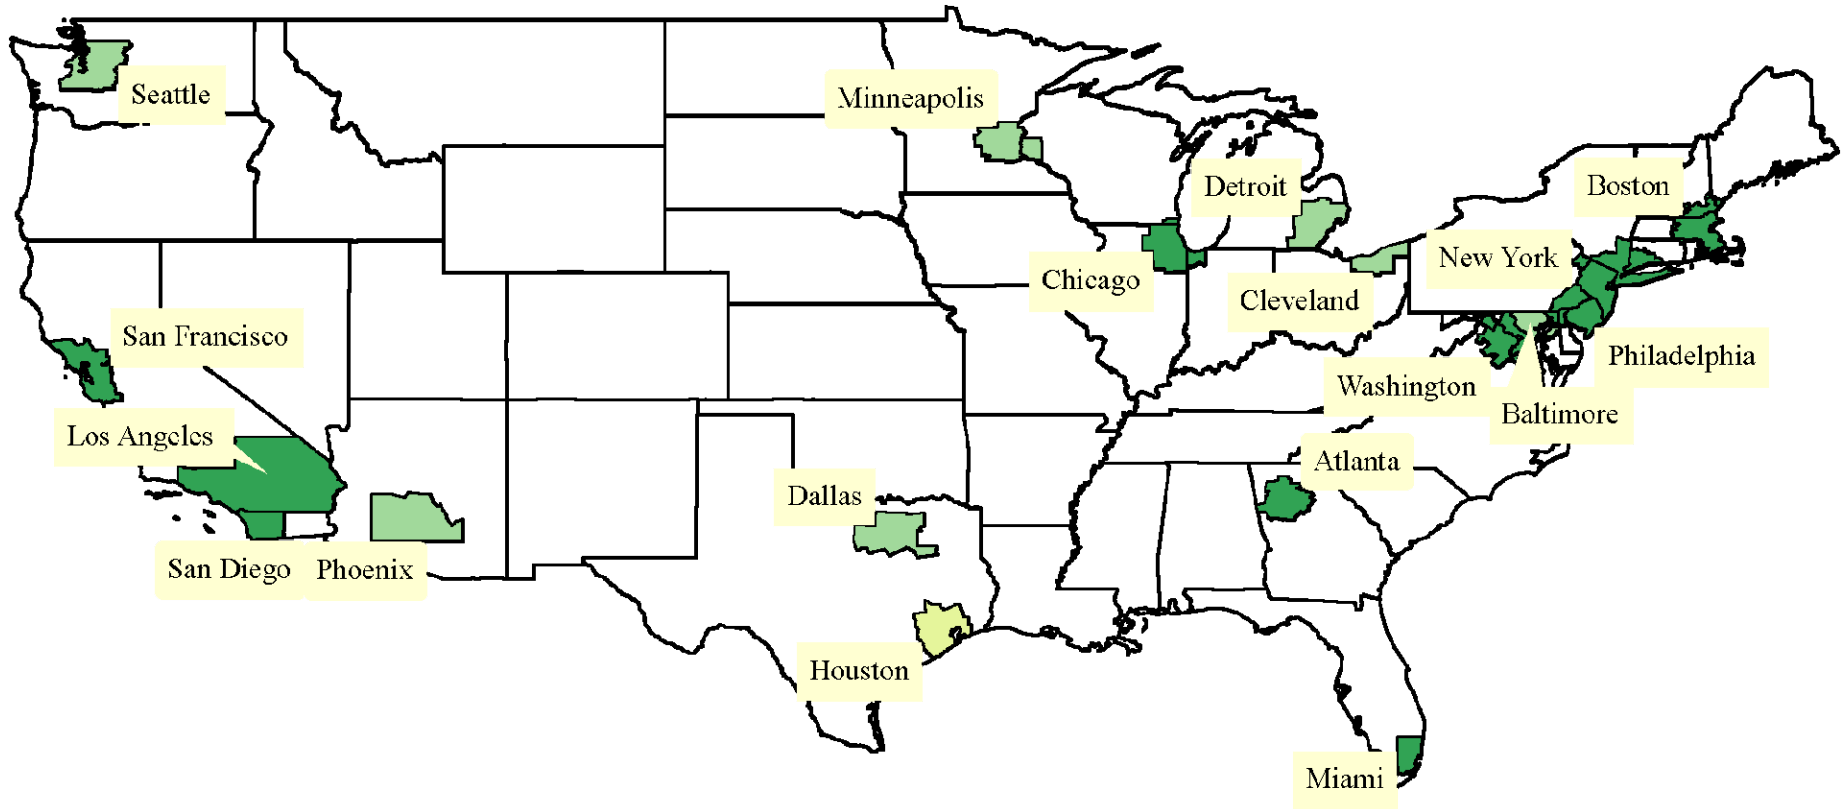 Seattle
Minneapolis
Detroit
Boston
New York
Chicago
Cleveland
San Francisco
Philadelphia
Washington
Baltimore
Los Angeles
Atlanta
Dallas
San Diego
Phoenix
Houston
Miami